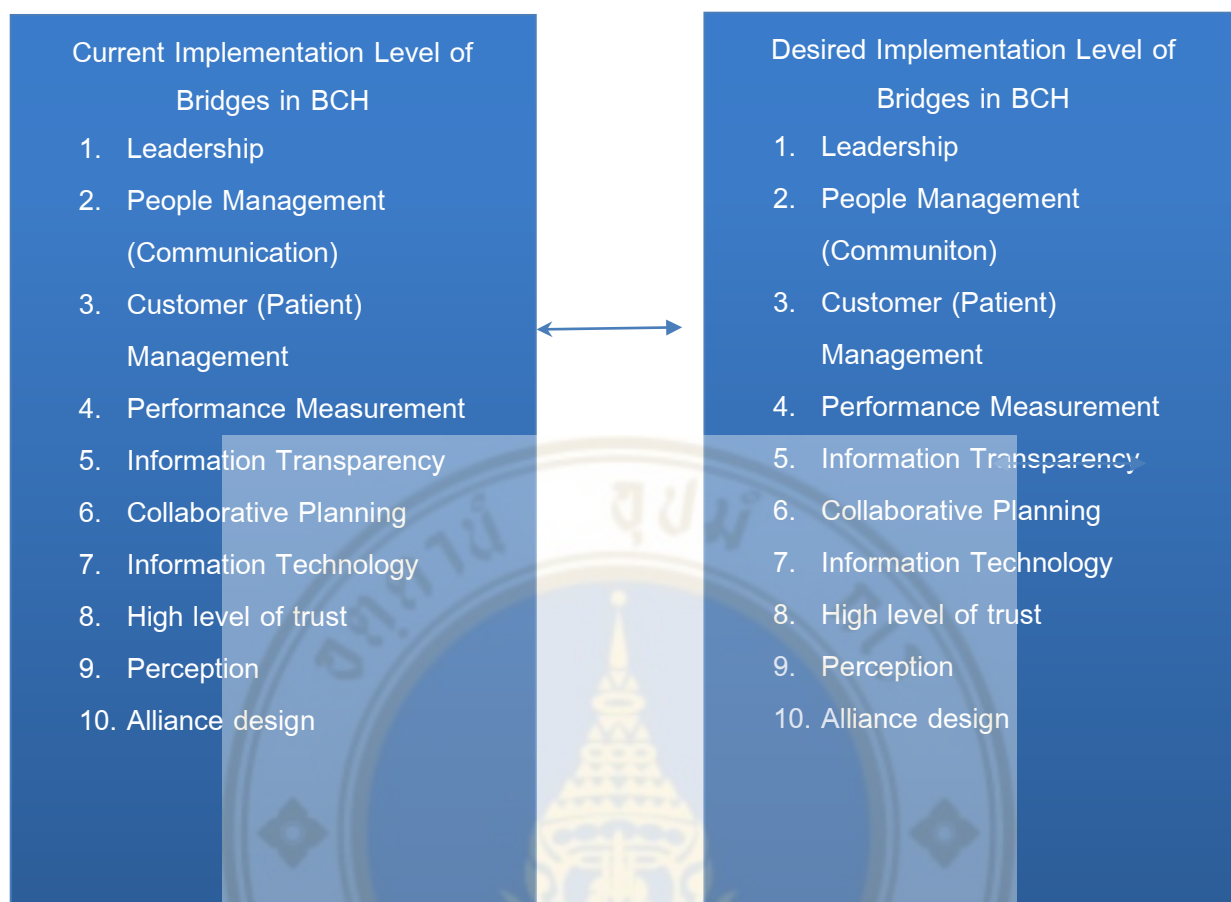 Current Implementation Level of
Bridges in BCH
1. Leadership
2. People Management
(Communication)
3. Customer (Patient)
Management
4. Performance Measurement
5. Information Transparency
6. Collaborative Planning
7. Information Technology
8. High level of trust
9. Perception
10. Alliance design
Desired Implementation Level of
Bridges in BCH
1. Leadership
2. People Management
(Communiton)
3. Customer (Patient)
Management
4. Performance Measurement
5. Information Transparency
6. Collaborative Planning
7. Information Technology
8. High level of trust
9. Perception
10. Alliance design